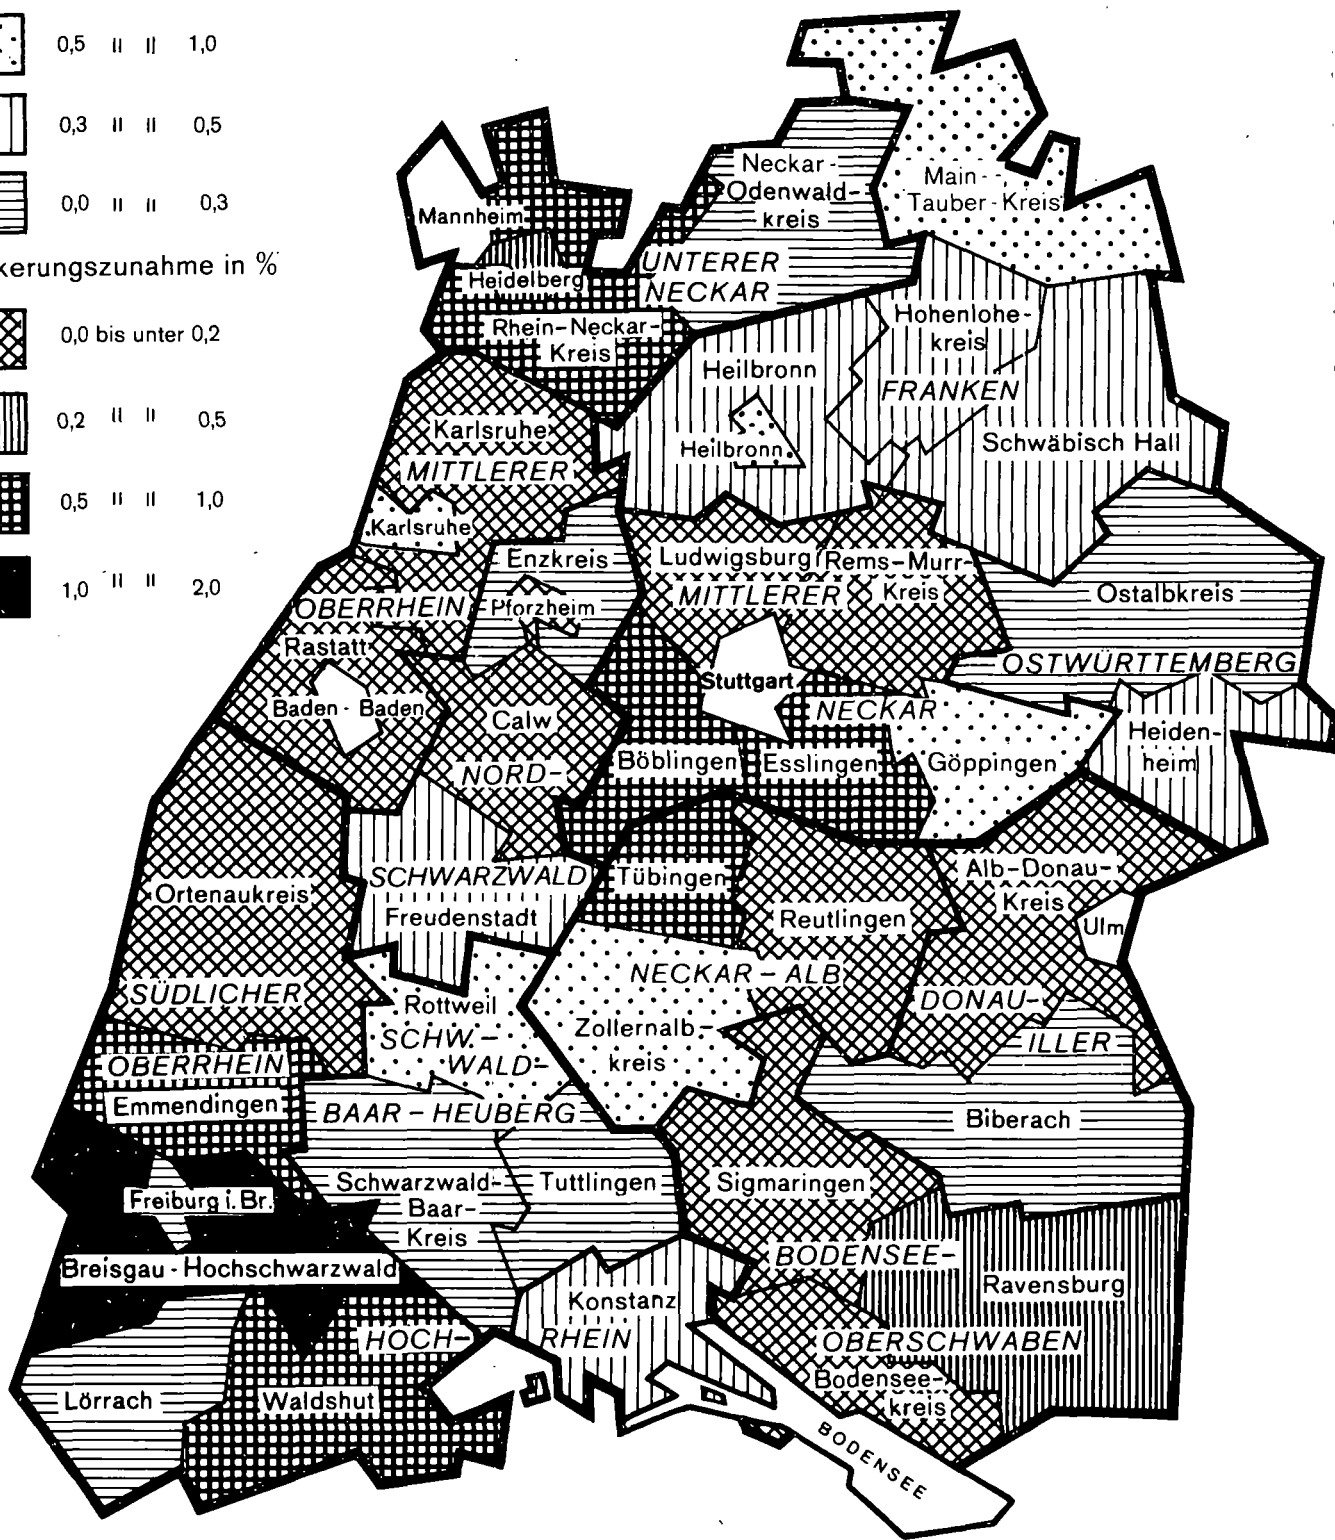 0,5 " " 1,0
0,3 " " 0,5
0,0 " " 0,3
kerungszunahme in %
0,0 bis unter 0,2
0,2 " " 0,5
0,5 " " 1,0
1,0 " " 2,0
Main-
Tauber-Kreis
Neckar-
Odenwald-
kreis
Mannheim
UNTERER
NECKAR
Heidelberg
Rhein-Neckar-
Kreis
Hohenlohe-
kreis
Heilbronn
FRANKEN
Heilbronn
Schwäbisch Hall
Karlsruhe
MITTLERER
Karlsruhe
Enzkreis
Ludwigsburg
Rems-Murr-
Kreis
MITTLERER
Ostalbkreis
OBERRHEIN
Pforzheim
Rastatt
OSTWÜRTTEMBERG
Stuttgart
Baden-Baden
Calw
NECKAR
Heiden-
heim
Böblingen
Esslingen
Göppingen
NORD-
SCHWARZWALD
Tübingen
Alb-Donau-
Kreis
Ortenaukreis
Freudenstadt
Reutlingen
Ulm
NECKAR-ALB
SÜDLICHER
Rottweil
DONAU-
ILLER
SCHW.-
WALD-
Zollernalb-
kreis
OBERRHEIN
Emmendingen
BAAR-HEUBERG
Biberach
Freiburg i. Br.
Schwarzwald-
Baar-
Kreis
Tuttlingen
Sigmaringen
Breisgau-Hochschwarzwald
BODENSEE-
Ravensburg
Konstanz
HOCH-
RHEIN
OBERSCHWABEN
Lörrach
Waldshut
Bodensee-
kreis
BODENSEE